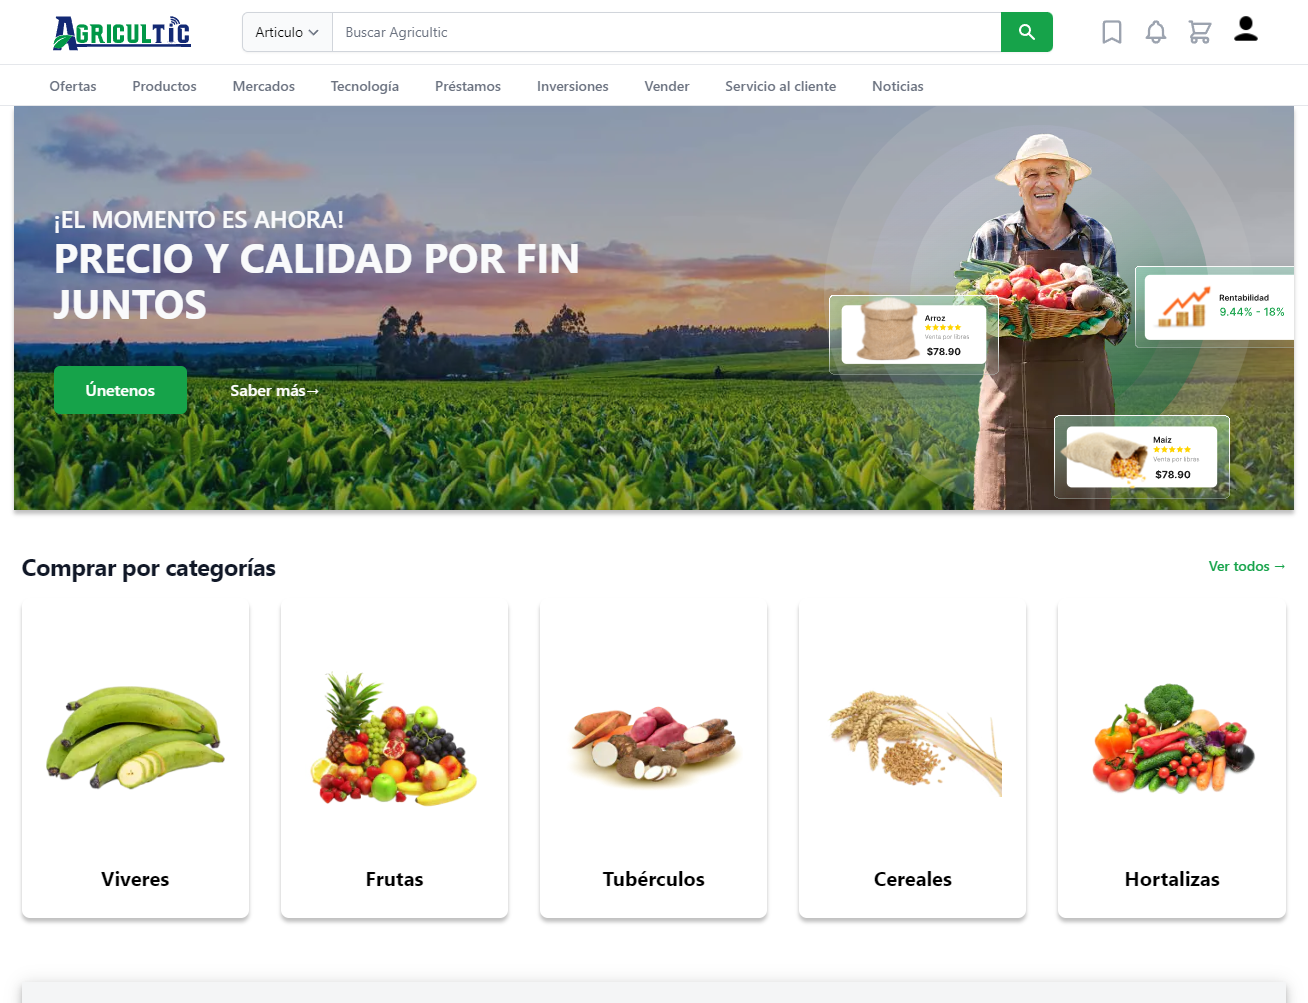 AGRICULTIC
Articulo
Buscar Agricultic
Ofertas
Productos
Mercados
Tecnología
Préstamos
Inversiones
Vender
Servicio al cliente
Noticias
¡EL MOMENTO ES AHORA!
PRECIO Y CALIDAD POR FIN
JUNTOS
Únetenos
Saber más→
Arroz
Venta por libras
$78.90
Rentabilidad
9.44% - 18%
Maíz
Venta por libras
$78.90
Comprar por categorías
Ver todos →
Viveres
Frutas
Tubérculos
Cereales
Hortalizas